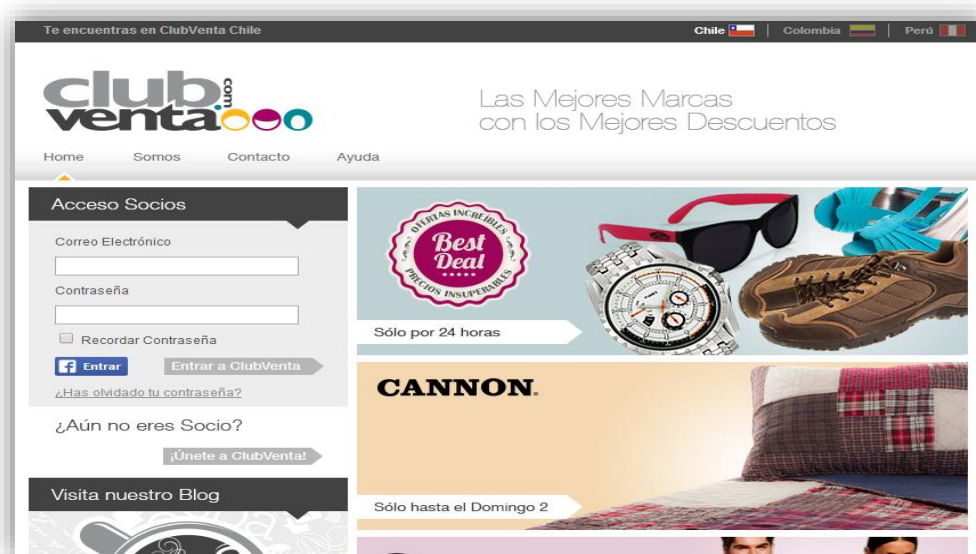 Te encuentras en ClubVenta Chile
Chile
Colombia
Perú
club
venta
.com
Las Mejores Marcas
con los Mejores Descuentos
Home
Somos
Contacto
Ayuda
Acceso Socios
Correo Electrónico
Contraseña
Recordar Contraseña
Entrar
Entrar a ClubVenta
¿Has olvidado tu contraseña?
¿Aún no eres Socio?
¡Únete a ClubVenta!
Visita nuestro Blog
OFERTAS INCREÍBLES
Best
Deal
PRECIOS INSUPERABLES
Sólo por 24 horas
CANNON.
Sólo hasta el Domingo 2